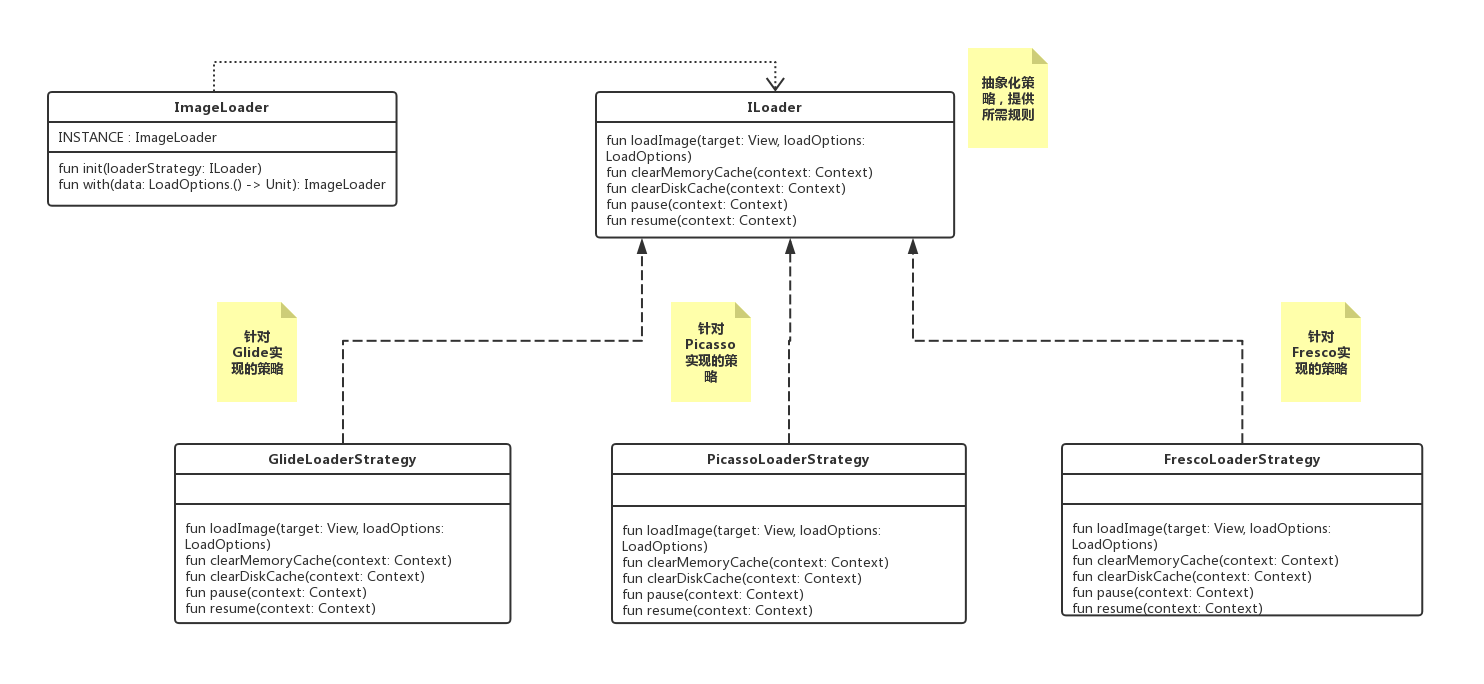 ImageLoader
INSTANCE : ImageLoader
fun init(loaderStrategy: ILoader)
fun with(data: LoadOptions.() -> Unit): ImageLoader
ILoader
fun loadImage(target: View, loadOptions:
LoadOptions)
fun clearMemoryCache(context: Context)
fun clearDiskCache(context: Context)
fun pause(context: Context)
fun resume(context: Context)
抽象化策
略，提供
所需规则
针对
Glide实
现的策略
针对
Picasso
实现的策
略
针对
Fresco实
现的策略
GlideLoaderStrategy
fun loadImage(target: View, loadOptions:
LoadOptions)
fun clearMemoryCache(context: Context)
fun clearDiskCache(context: Context)
fun pause(context: Context)
fun resume(context: Context)
PicassoLoaderStrategy
fun loadImage(target: View, loadOptions:
LoadOptions)
fun clearMemoryCache(context: Context)
fun clearDiskCache(context: Context)
fun pause(context: Context)
fun resume(context: Context)
FrescoLoaderStrategy
fun loadImage(target: View, loadOptions:
LoadOptions)
fun clearMemoryCache(context: Context)
fun clearDiskCache(context: Context)
fun pause(context: Context)
fun resume(context: Context)